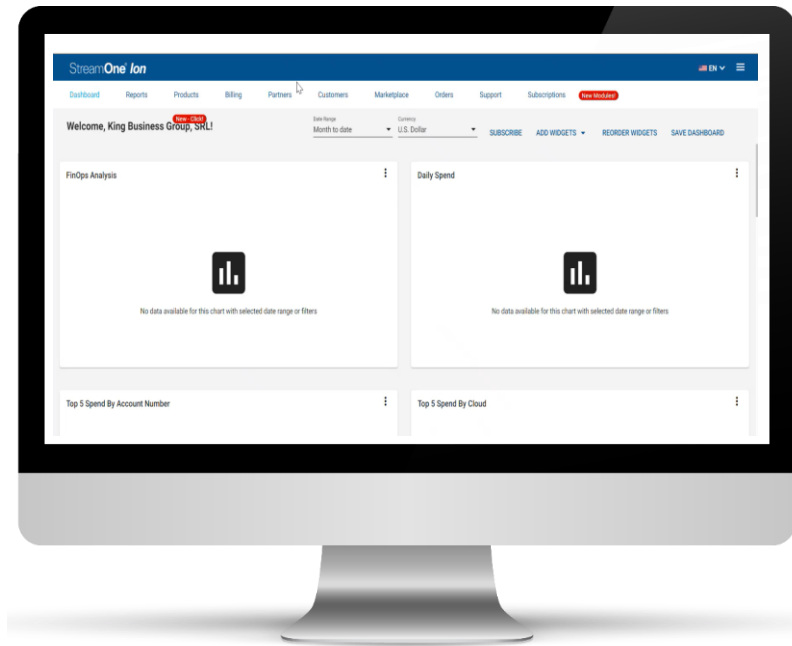 StreamOne® Ion
EN
Dashboard Reports Products Billing Partners Customers Marketplace Orders Support Subscriptions New Modules!
New - Click!
Welcome, King Business Group, SRL!
Date Range
Month to date
Currency
U.S. Dollar
SUBSCRIBE ADD WIDGETS REORDER WIDGETS SAVE DASHBOARD
FinOps Analysis
No data available for this chart with selected date range or filters
Daily Spend
No data available for this chart with selected date range or filters
Top 5 Spend By Account Number
Top 5 Spend By Cloud